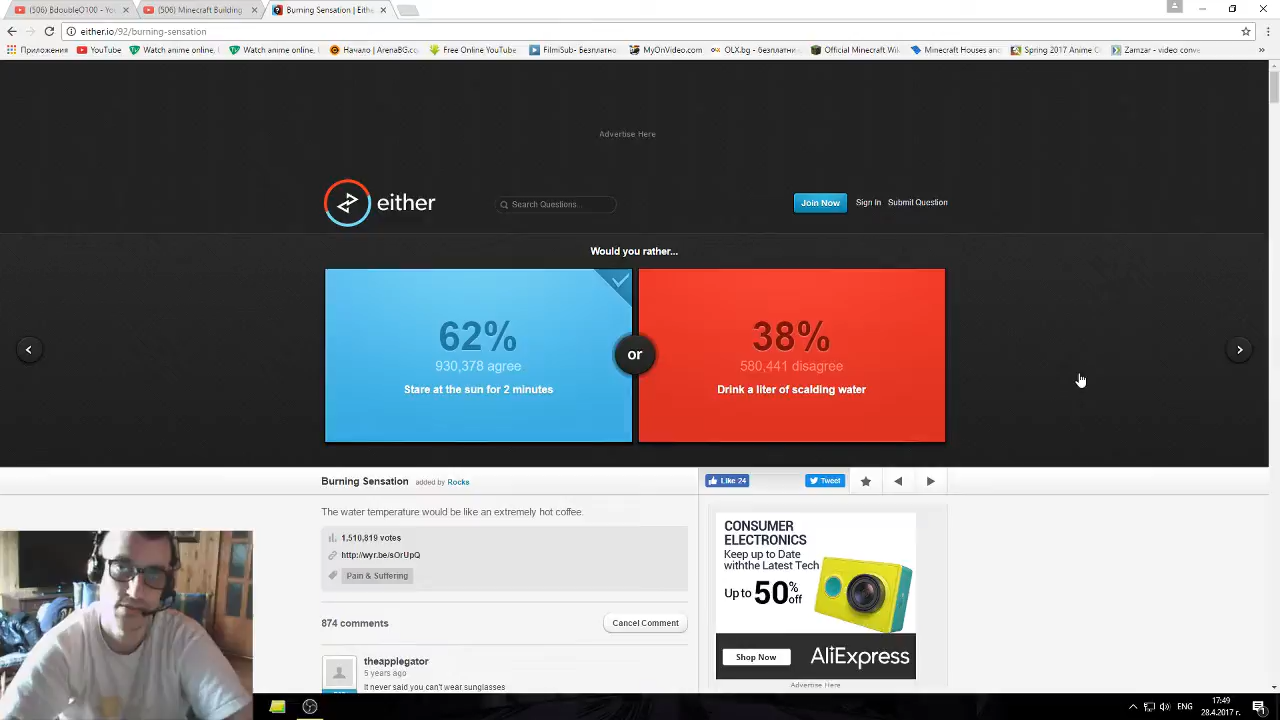 (506) BdoubleO100 - Yo
(506) Minecraft Building
Burning Sensation | Eithe
either.io/92/burning-sensation
Приложения
YouTube
Watch anime online
Watch anime online
Начало / ArenaBG.co
Free Online YouTube
FilmiSub - Безплатно
MyOnVideo.com
OLX.bg - безплатни
Official Minecraft Wiki
Minecraft Houses and
Spring 2017 Anime C
Zamzar - video conve
»
Advertise Here
either
Search Questions...
Join Now
Sign In
Submit Question
Would you rather...
62%
930,378 agree
Stare at the sun for 2 minutes
or
38%
580,441 disagree
Drink a liter of scalding water
Burning Sensation added by Rocks
Like 24
Tweet
The water temperature would be like an extremely hot coffee.
1,510,819 votes
http://wyr.be/sOrUpQ
Pain & Suffering
874 comments
Cancel Comment
theapplegator
5 years ago
It never said you can't wear sunglasses
CONSUMER
ELECTRONICS
Keep up to Date
withthe Latest Tech
Up to 50% off
Shop Now
AliExpress
Advertise Here
ENG
17:49
28.4.2017 г.
1